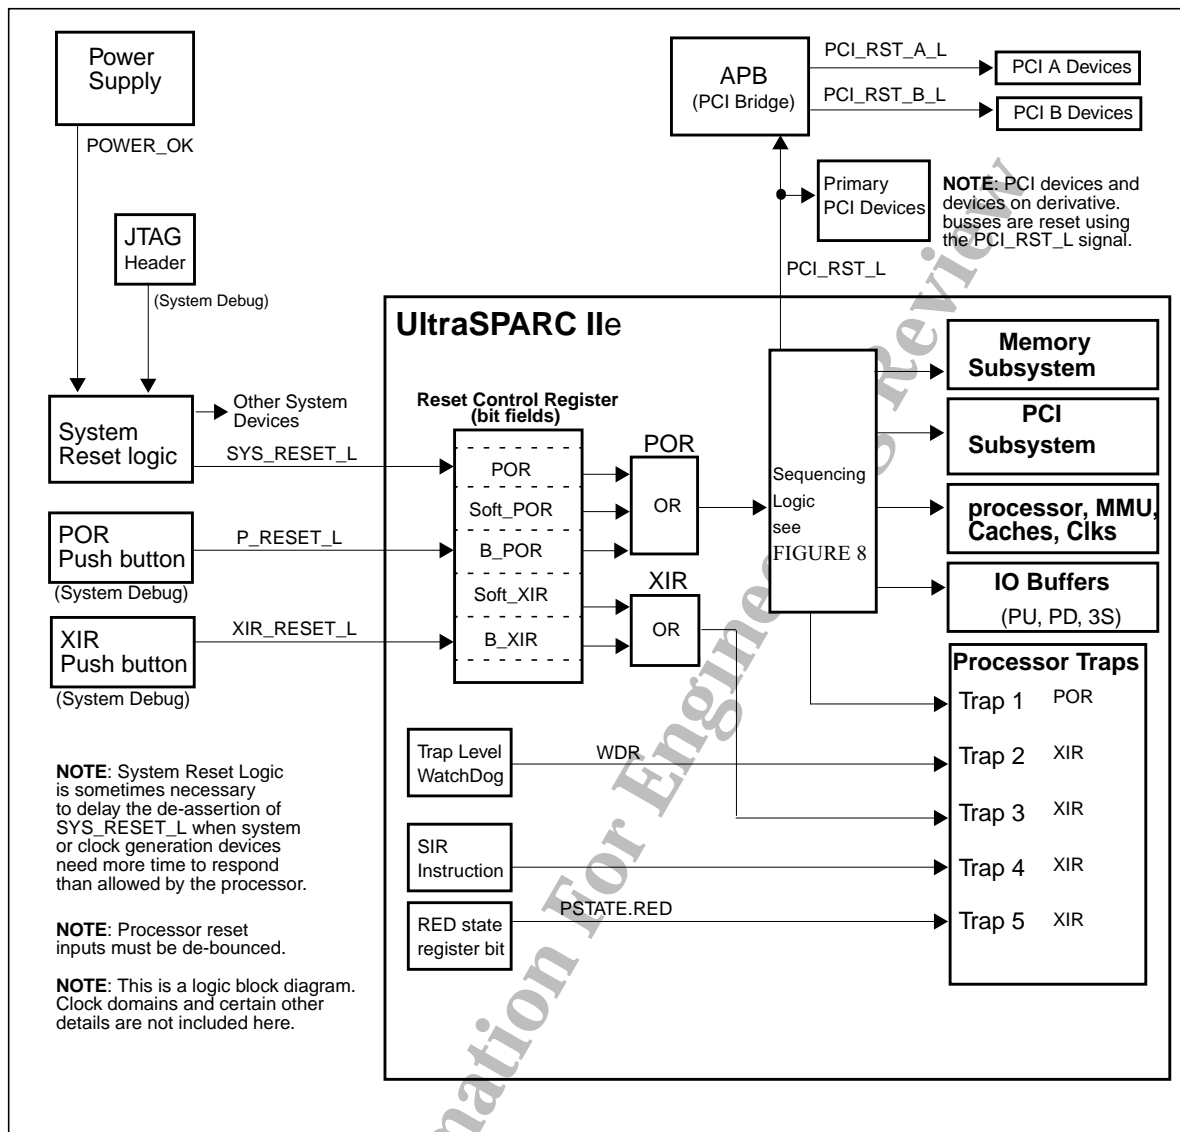 Power
Supply
POWER_OK
JTAG
Header
(System Debug)
System
Reset logic
Other System
Devices
SYS_RESET_L
POR
Push button
(System Debug)
P_RESET_L
XIR
Push button
(System Debug)
XIR_RESET_L
NOTE: System Reset Logic
is sometimes necessary
to delay the de-assertion of
SYS_RESET_L when system
or clock generation devices
need more time to respond
than allowed by the processor.
NOTE: Processor reset
inputs must be de-bounced.
NOTE: This is a logic block diagram.
Clock domains and certain other
details are not included here.
APB
(PCI Bridge)
PCI_RST_A_L
PCI A Devices
PCI_RST_B_L
PCI B Devices
Primary
PCI Devices
NOTE: PCI devices and
devices on derivative.
busses are reset using
the PCI_RST_L signal.
PCI_RST_L
UltraSPARC IIe
Reset Control Register
(bit fields)
POR
Soft_POR
B_POR
Soft_XIR
B_XIR
POR
OR
XIR
OR
Sequencing
Logic
see
FIGURE 8
Memory
Subsystem
PCI
Subsystem
processor, MMU,
Caches, Clks
IO Buffers
(PU, PD, 3S)
Processor Traps
Trap 1 POR
Trap 2 XIR
Trap 3 XIR
Trap 4 XIR
Trap 5 XIR
Trap Level
WatchDog
WDR
SIR
Instruction
RED state
register bit
PSTATE.RED
mation For Engineering Review